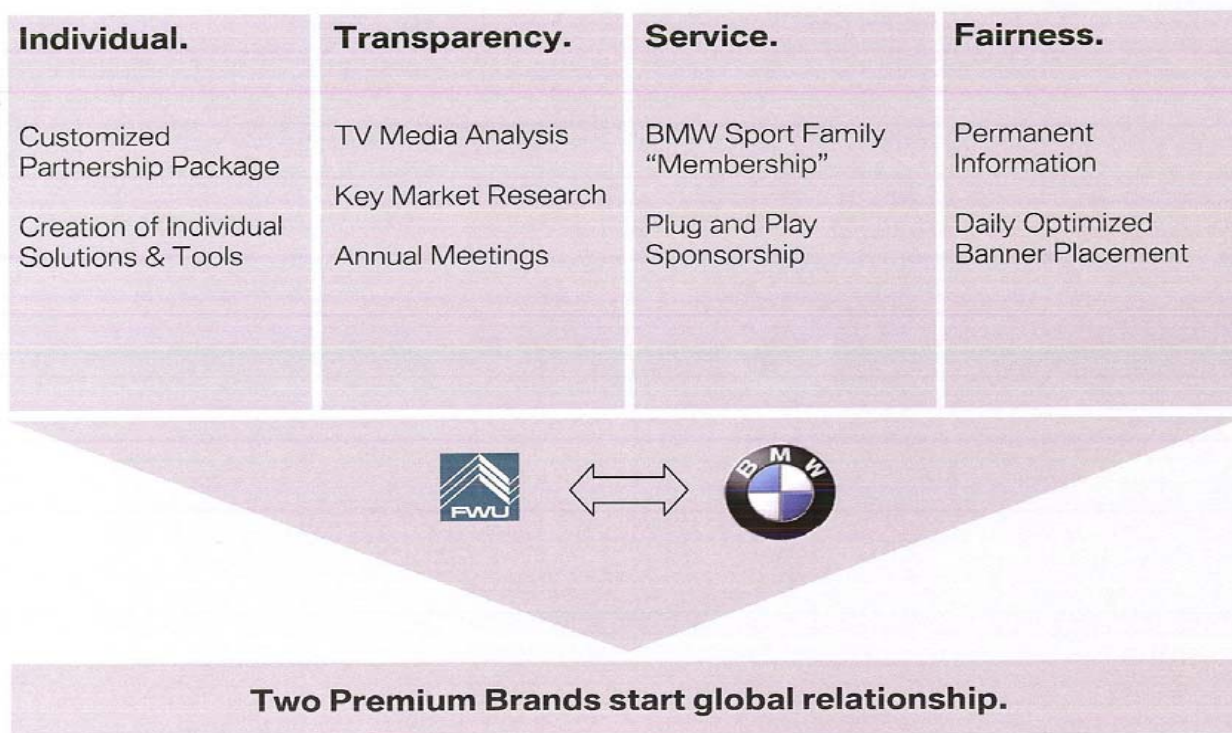 Individual.
Customized
Partnership Package
Creation of Individual
Solutions & Tools
Transparency.
TV Media Analysis
Key Market Research
Annual Meetings
Service.
BMW Sport Family
“Membership”
Plug and Play
Sponsorship
Fairness.
Permanent
Information
Daily Optimized
Banner Placement
FWU
BMW
Two Premium Brands start global relationship.